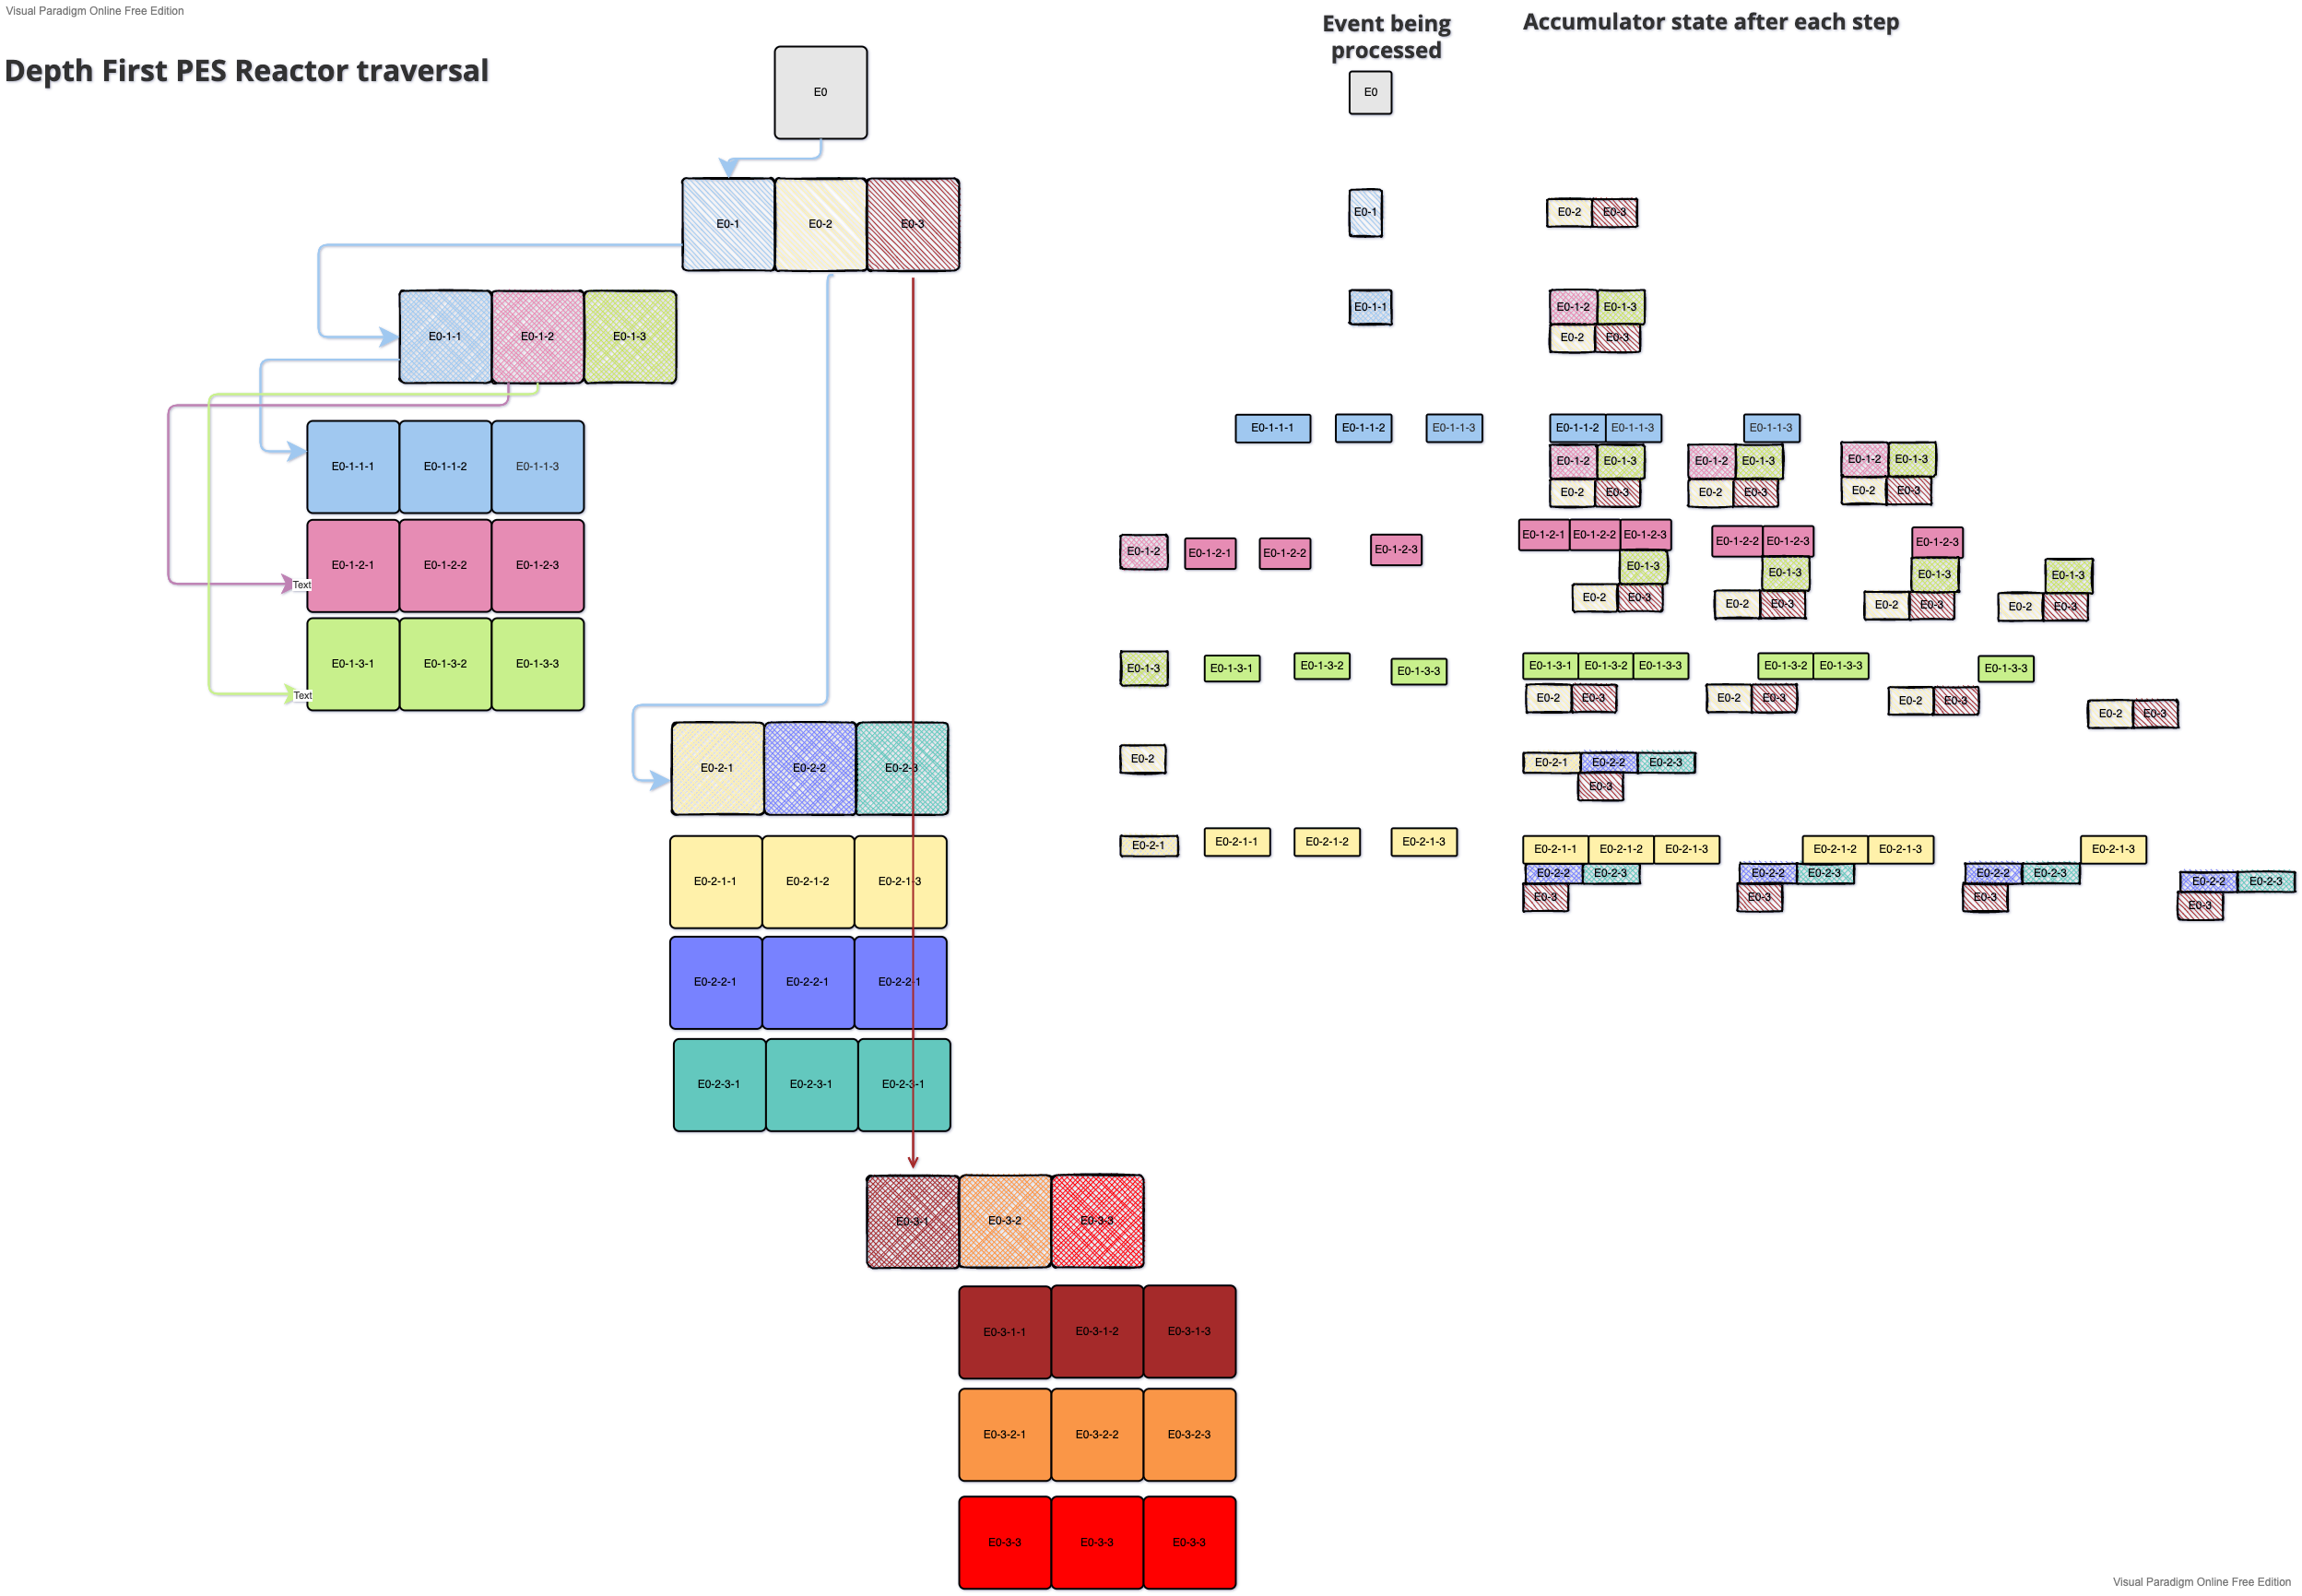 Visual Paradigm Online Free Edition
Depth First PES Reactor traversal
Event being
processed
Accumulator state after each step
E0
E0
E0-1 E0-2 E0-3
E0-1
E0-2 E0-3
E0-1-1 E0-1-2 E0-1-3
E0-1-1
E0-1-2 E0-1-3
E0-2 E0-3
E0-1-1-1 E0-1-1-2 E0-1-1-3
E0-1-1-1 E0-1-1-2 E0-1-1-3
E0-1-1-2 E0-1-1-3
E0-1-2 E0-1-3
E0-2 E0-3
E0-1-1-3
E0-1-2 E0-1-3
E0-2 E0-3
E0-1-2 E0-1-3
E0-2 E0-3
E0-1-2-1 E0-1-2-2 E0-1-2-3
Text
E0-1-2 E0-1-2-1 E0-1-2-2 E0-1-2-3
E0-1-2-1 E0-1-2-2 E0-1-2-3
E0-1-3
E0-2 E0-3
E0-1-2-2 E0-1-2-3
E0-1-3
E0-2 E0-3
E0-1-2-3
E0-1-3
E0-2 E0-3
E0-1-3
E0-2 E0-3
E0-1-3-1 E0-1-3-2 E0-1-3-3
Text
E0-1-3 E0-1-3-1 E0-1-3-2 E0-1-3-3
E0-1-3-1 E0-1-3-2 E0-1-3-3
E0-2 E0-3
E0-1-3-2 E0-1-3-3
E0-2 E0-3
E0-1-3-3
E0-2 E0-3
E0-2 E0-3
E0-2-1 E0-2-2 E0-2-3
E0-2
E0-2-1 E0-2-2 E0-2-3
E0-3
E0-2-1-1 E0-2-1-2 E0-2-1-3
E0-2-1 E0-2-1-1 E0-2-1-2 E0-2-1-3
E0-2-1-1 E0-2-1-2 E0-2-1-3
E0-2-2 E0-2-3
E0-3
E0-2-1-2 E0-2-1-3
E0-2-2 E0-2-3
E0-3
E0-2-1-3
E0-2-2 E0-2-3
E0-3
E0-2-2 E0-2-3
E0-3
E0-2-2-1 E0-2-2-1 E0-2-2-1
E0-2-3-1 E0-2-3-1 E0-2-3-1
E0-3-1 E0-3-2 E0-3-3
E0-3-1-1 E0-3-1-2 E0-3-1-3
E0-3-2-1 E0-3-2-2 E0-3-2-3
E0-3-3 E0-3-3 E0-3-3
Visual Paradigm Online Free Edition